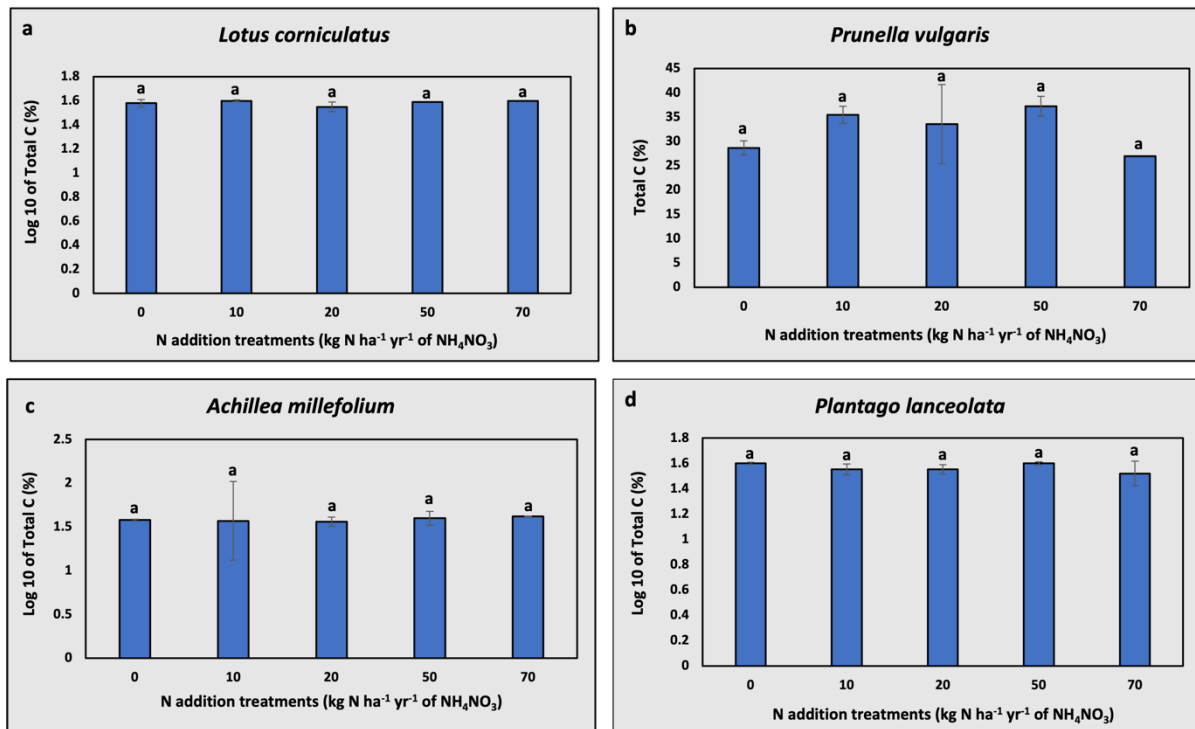 a
Lotus corniculatus
Log 10 of Total C (%)
1.8
1.6
1.4
1.2
1
0.8
0.6
0.4
0.2
0
a a a a a
0 10 20 50 70
N addition treatments (kg N ha⁻¹ yr⁻¹ of NH₄NO₃)
b
Prunella vulgaris
Total C (%)
45
40
35
30
25
20
15
10
5
0
a a a a a
0 10 20 50 70
N addition treatments (kg N ha⁻¹ yr⁻¹ of NH₄NO₃)
c
Achillea millefolium
Log 10 of Total C (%)
2.5
2
1.5
1
0.5
0
a a a a a
0 10 20 50 70
N addition treatments (kg N ha⁻¹ yr⁻¹ of NH₄NO₃)
d
Plantago lanceolata
Log 10 of Total C (%)
1.8
1.6
1.4
1.2
1
0.8
0.6
0.4
0.2
0
a a a a a
0 10 20 50 70
N addition treatments (kg N ha⁻¹ yr⁻¹ of NH₄NO₃)